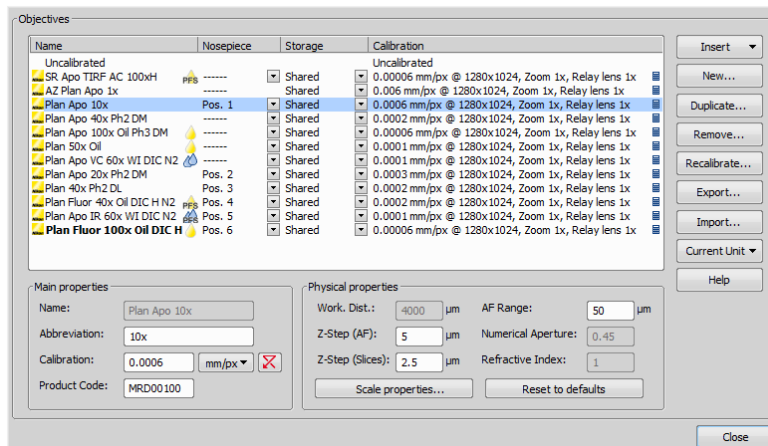 Objectives
Name Nosepiece Storage Calibration
Uncalibrated Uncalibrated
SR Apo TIRF AC 100xH PFS ------ Shared 0.00006 mm/px @ 1280x1024, Zoom 1x, Relay lens 1x
AZ Plan Apo 1x ------ Shared 0.006 mm/px @ 1280x1024, Zoom 1x, Relay lens 1x
Plan Apo 10x Pos. 1 Shared 0.0006 mm/px @ 1280x1024, Zoom 1x, Relay lens 1x
Plan Apo 40x Ph2 DM ------ Shared 0.0002 mm/px @ 1280x1024, Zoom 1x, Relay lens 1x
Plan Apo 100x Oil Ph3 DM ------ Shared 0.00006 mm/px @ 1280x1024, Zoom 1x, Relay lens 1x
Plan 50x Oil ------ Shared 0.0001 mm/px @ 1280x1024, Zoom 1x, Relay lens 1x
Plan Apo VC 60x WI DIC N2 ------ Shared 0.0001 mm/px @ 1280x1024, Zoom 1x, Relay lens 1x
Plan Apo 20x Ph2 DM Pos. 2 Shared 0.0003 mm/px @ 1280x1024, Zoom 1x, Relay lens 1x
Plan 40x Ph2 DL Pos. 3 Shared 0.0002 mm/px @ 1280x1024, Zoom 1x, Relay lens 1x
Plan Fluor 40x Oil DIC H N2 PFS Pos. 4 Shared 0.0002 mm/px @ 1280x1024, Zoom 1x, Relay lens 1x
Plan Apo IR 60x WI DIC N2 PFS Pos. 5 Shared 0.0001 mm/px @ 1280x1024, Zoom 1x, Relay lens 1x
Plan Fluor 100x Oil DIC H Pos. 6 Shared 0.00006 mm/px @ 1280x1024, Zoom 1x, Relay lens 1x
Insert
New...
Duplicate...
Remove...
Recalibrate...
Export...
Import...
Current Unit
Help
Main properties
Name: Plan Apo 10x
Abbreviation: 10x
Calibration: 0.0006 mm/px
Product Code: MRD00100
Physical properties
Work. Dist.: 4000 µm AF Range: 50 µm
Z-Step (AF): 5 µm Numerical Aperture: 0.45
Z-Step (Slices): 2.5 µm Refractive Index: 1
Scale properties... Reset to defaults
Close